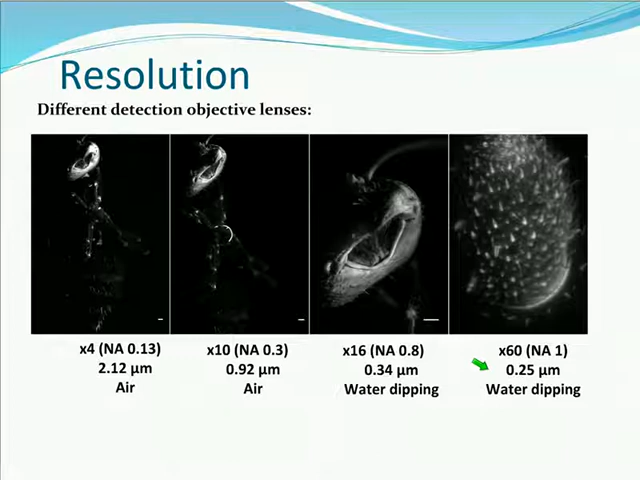 Resolution
Different detection objective lenses:
x4 (NA 0.13)
2.12 µm
Air
x10 (NA 0.3)
0.92 µm
Air
x16 (NA 0.8)
0.34 µm
Water dipping
x60 (NA 1)
0.25 µm
Water dipping